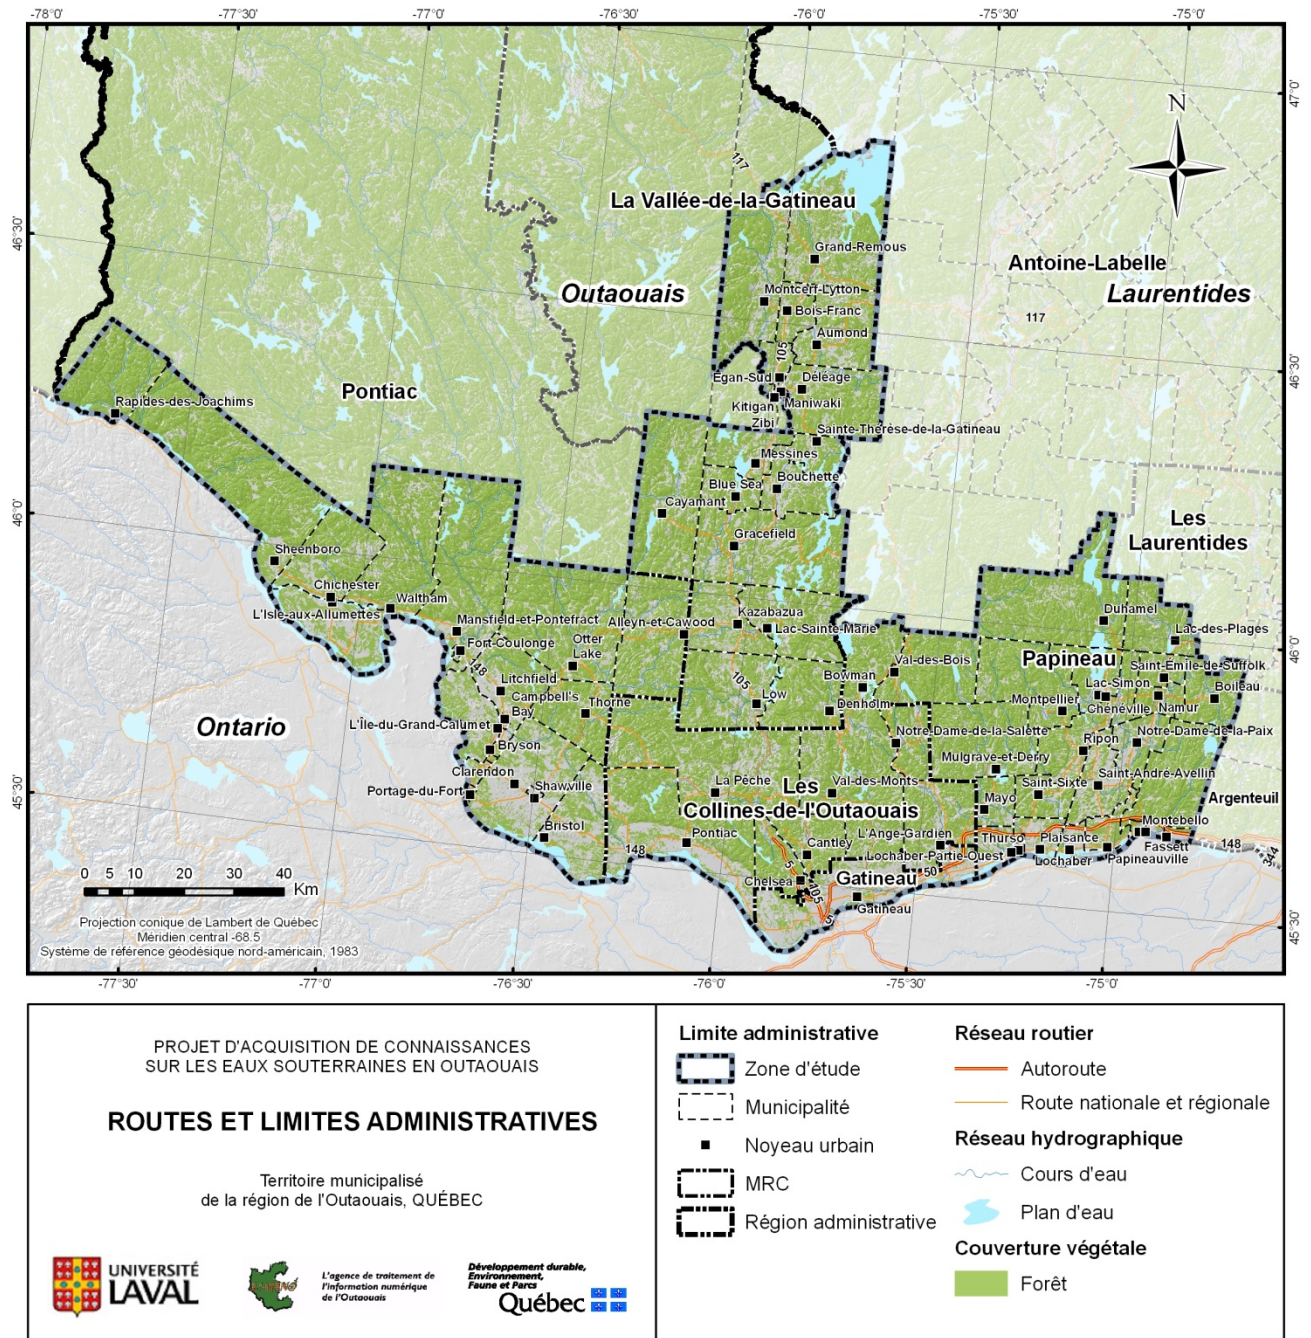 -78°0'
-77°30'
-77°0'
-76°30'
-76°0'
-75°30'
-75°0'
47°0'
N
117
La Vallée-de-la-Gatineau
46°30'
Grand-Remous
Antoine-Labelle
Outaouais
Laurentides
Montcerf-Lytton
Bois-Franc
117
Aumond
105
46°30'
Egan-Sud
Déléage
Pontiac
Maniwaki
Rapides-des-Joachims
Kitigan
Zibi
Sainte-Thérèse-de-la-Gatineau
Messines
Blue Sea
Bouchette
46°0'
Cayamant
Les
Laurentides
Gracefield
Sheenboro
Chichester
Waltham
L'Isle-aux-Allumettes
Kazabazua
Duhamel
Mansfield-et-Pontefract
Alleyn-et-Cawood
Lac-Sainte-Marie
Lac-des-Plages
46°0'
Fort-Coulonge
Otter
Lake
148
Val-des-Bois
Papineau
Saint-Émile-de-Suffolk
Litchfield
Bowman
Lac-Simon
Boileau
105
Low
Campbell's
Bay
Thorne
Denholm
Montpellier
Chénéville
Namur
Ontario
L'Île-du-Grand-Calumet
Notre-Dame-de-la-Salette
Ripon
Notre-Dame-de-la-Paix
Bryson
Mulgrave-et-Derry
Clarendon
La Pêche
Les
Collines-de-l'Outaouais
Val-des-Monts
Saint-Sixte
Saint-André-Avellin
45°30'
Portage-du-Fort
Shawville
Mayo
Argenteuil
Bristol
Pontiac
L'Ange-Gardien
Thurso
Plaisance
Montebello
148
Cantley
Lochaber-Partie-Ouest
Lochaber
Papineauville
Fassett
148
344
Chelsea
5
105
Gatineau
50
Gatineau
5
45°30'
0 5 10 20 30 40
Km
Projection conique de Lambert de Québec
Méridien central -68.5
Système de référence géodésique nord-américain, 1983
-77°30'
-77°0'
-76°30'
-76°0'
-75°30'
-75°0'
PROJET D'ACQUISITION DE CONNAISSANCES
SUR LES EAUX SOUTERRAINES EN OUTAOUAIS
ROUTES ET LIMITES ADMINISTRATIVES
Territoire municipalisé
de la région de l'Outaouais, QUÉBEC
UNIVERSITÉ
LAVAL
L'agence de traitement de
l'information numérique
de l'Outaouais
Développement durable,
Environnement,
Faune et Parcs
Québec
Limite administrative
Zone d'étude
Municipalité
Noyeau urbain
MRC
Région administrative
Réseau routier
Autoroute
Route nationale et régionale
Réseau hydrographique
Cours d'eau
Plan d'eau
Couverture végétale
Forêt